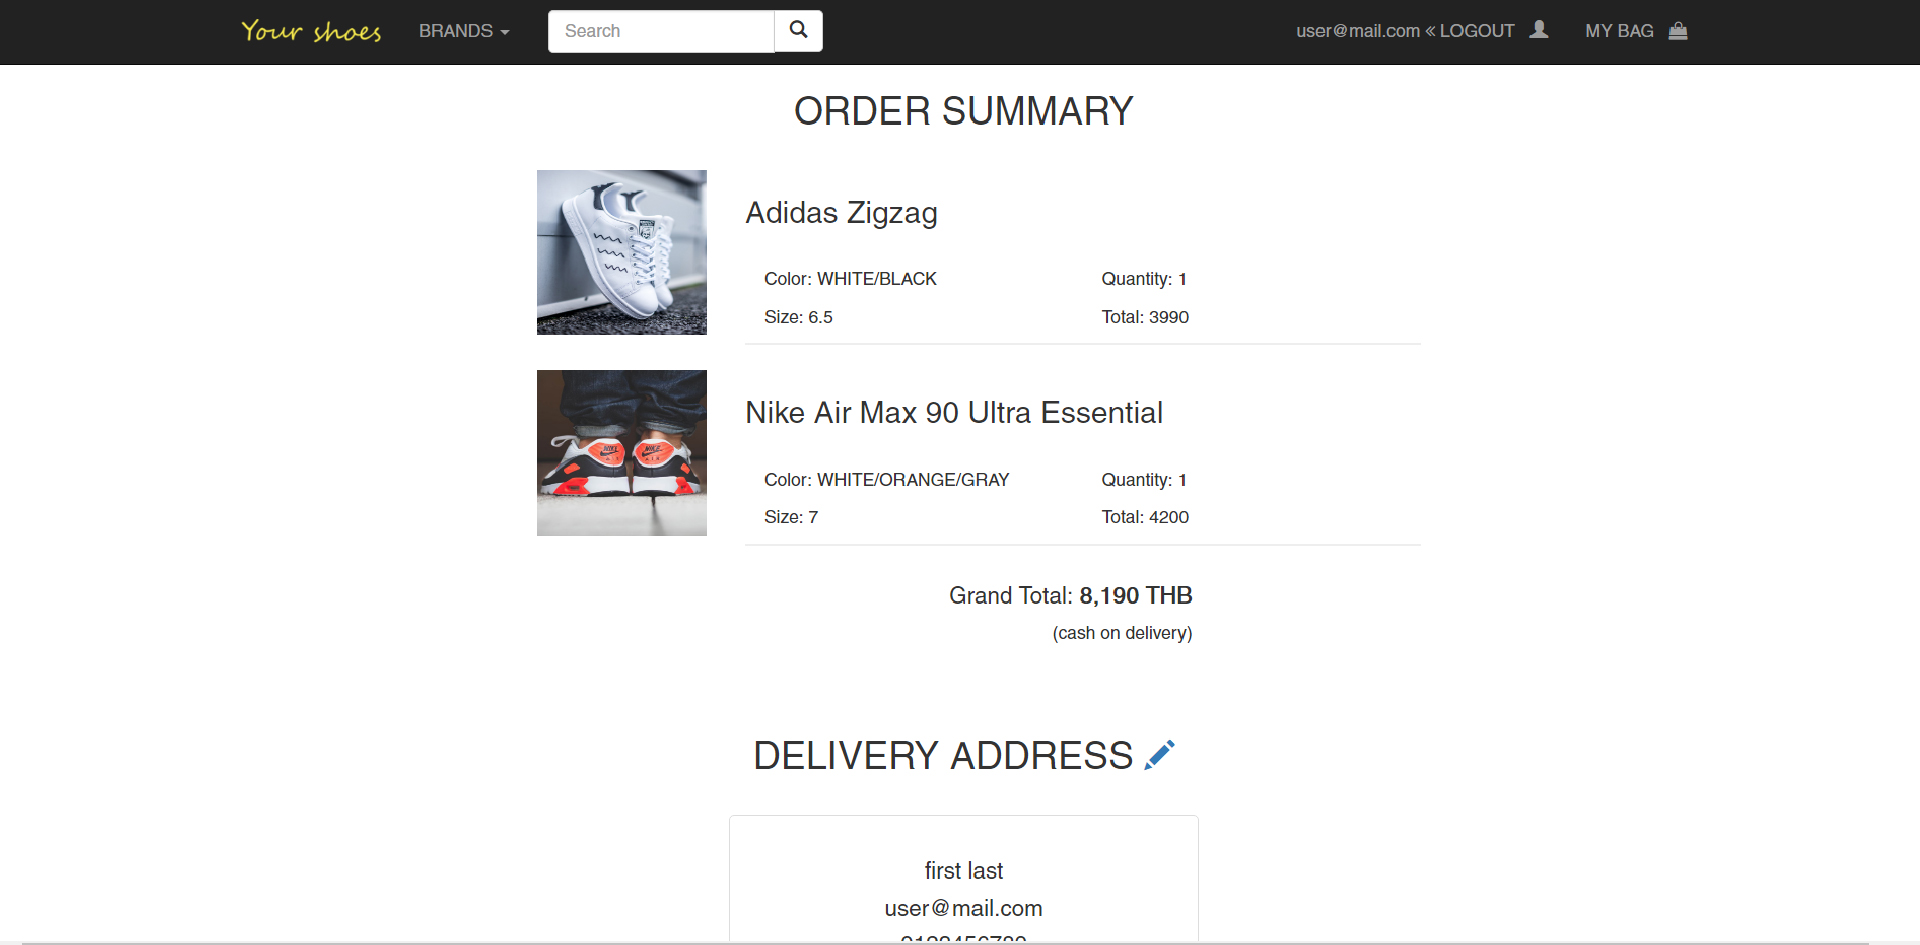 Your shoes BRANDS Search user@mail.com « LOGOUT MY BAG
ORDER SUMMARY
Adidas Zigzag
Color: WHITE/BLACK Quantity: 1
Size: 6.5 Total: 3990
Nike Air Max 90 Ultra Essential
Color: WHITE/ORANGE/GRAY Quantity: 1
Size: 7 Total: 4200
Grand Total: 8,190 THB
(cash on delivery)
DELIVERY ADDRESS
first last
user@mail.com